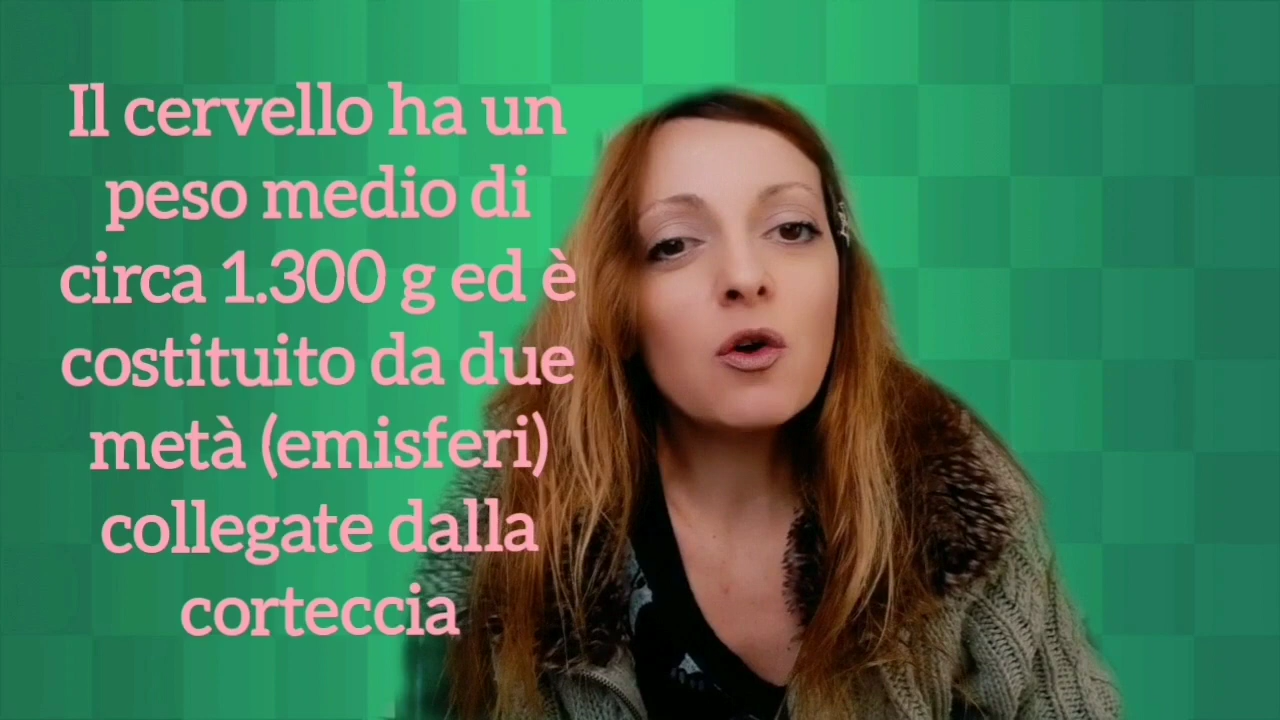 Il cervello ha un
peso medio di
circa 1.300 g ed è
costituito da due
metà (emisferi)
collegate dalla
corteccia